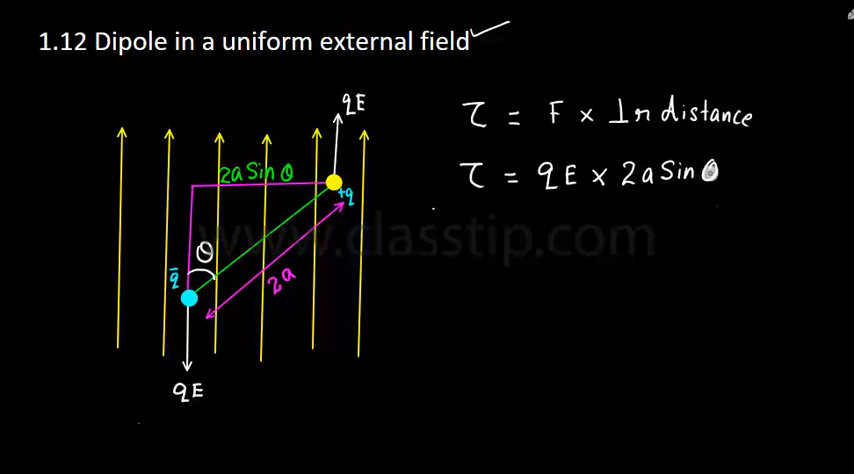 1.12 Dipole in a uniform external field
qE
τ = F × ⊥r distance
2a Sin θ
τ = qE × 2a Sin θ
+q
www.classtip.com
θ
-q
2a
qE